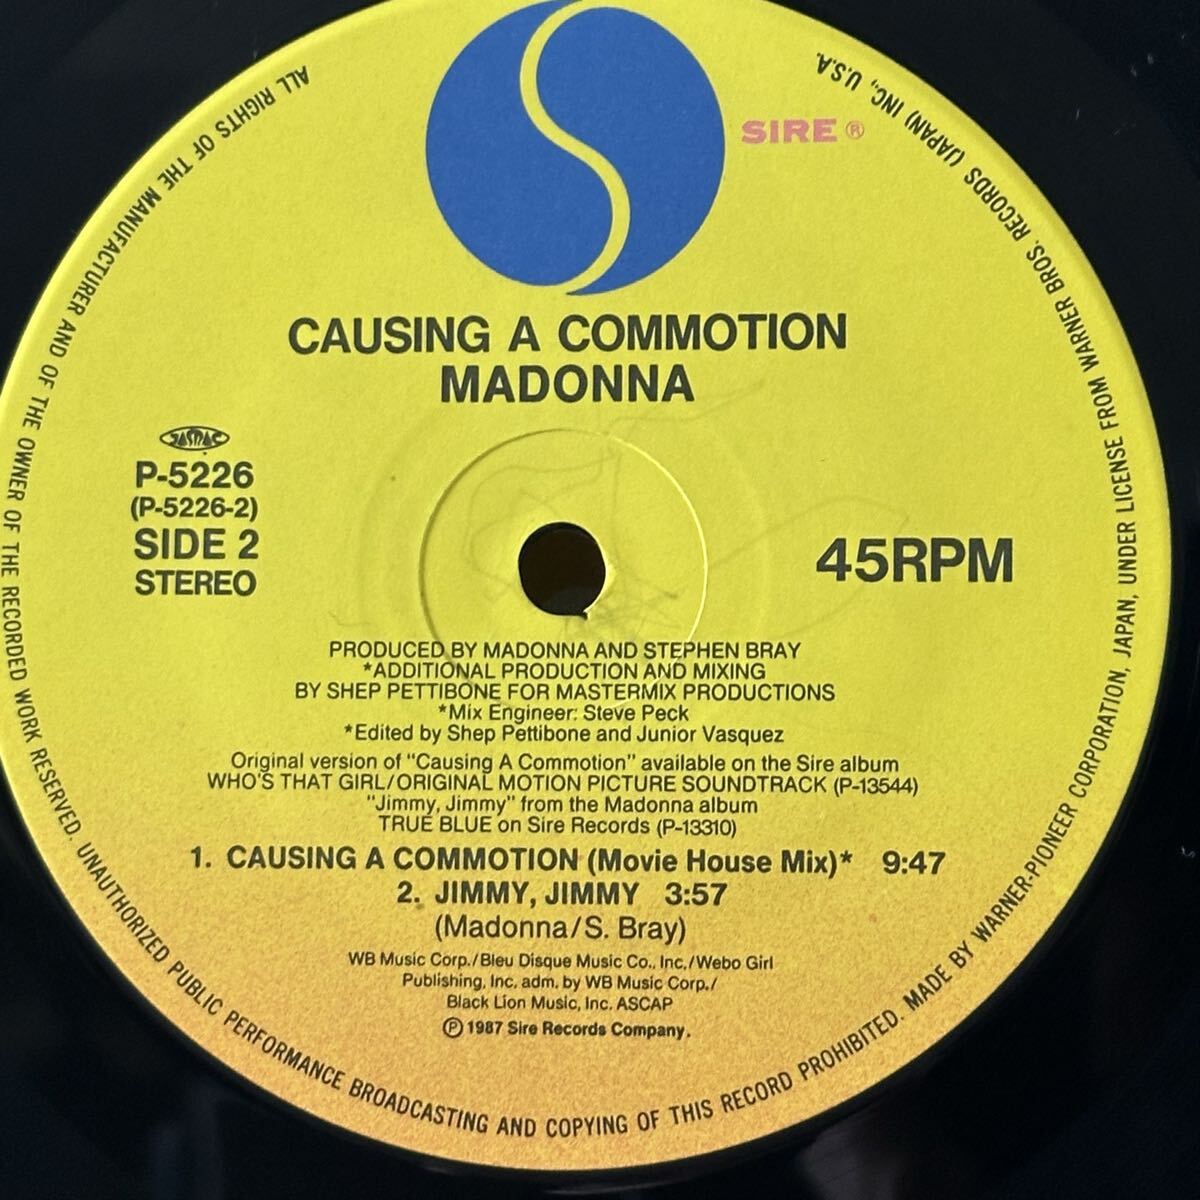 SIRE®
CAUSING A COMMOTION
MADONNA
JASRAC
P-5226
(P-5226-2)
SIDE 2
STEREO
45RPM
PRODUCED BY MADONNA AND STEPHEN BRAY
*ADDITIONAL PRODUCTION AND MIXING
BY SHEP PETTIBONE FOR MASTERMIX PRODUCTIONS
*Mix Engineer: Steve Peck
*Edited by Shep Pettibone and Junior Vasquez
Original version of "Causing A Commotion" available on the Sire album
WHO'S THAT GIRL/ORIGINAL MOTION PICTURE SOUNDTRACK (P-13544)
"Jimmy, Jimmy" from the Madonna album
TRUE BLUE on Sire Records (P-13310)
1. CAUSING A COMMOTION (Movie House Mix)* 9:47
2. JIMMY, JIMMY 3:57
(Madonna/S. Bray)
WB Music Corp./Bleu Disque Music Co., Inc./Webo Girl
Publishing, Inc. adm. by WB Music Corp./
Black Lion Music, Inc. ASCAP
Ⓟ 1987 Sire Records Company.
ALL RIGHTS OF THE MANUFACTURER AND OF THE OWNER OF THE RECORDED WORK RESERVED. UNAUTHORIZED PUBLIC PERFORMANCE BROADCASTING AND COPYING OF THIS RECORD PROHIBITED. MADE BY WARNER-PIONEER CORPORATION, JAPAN, UNDER LICENSE FROM WARNER BROS. RECORDS (JAPAN) INC., U.S.A.